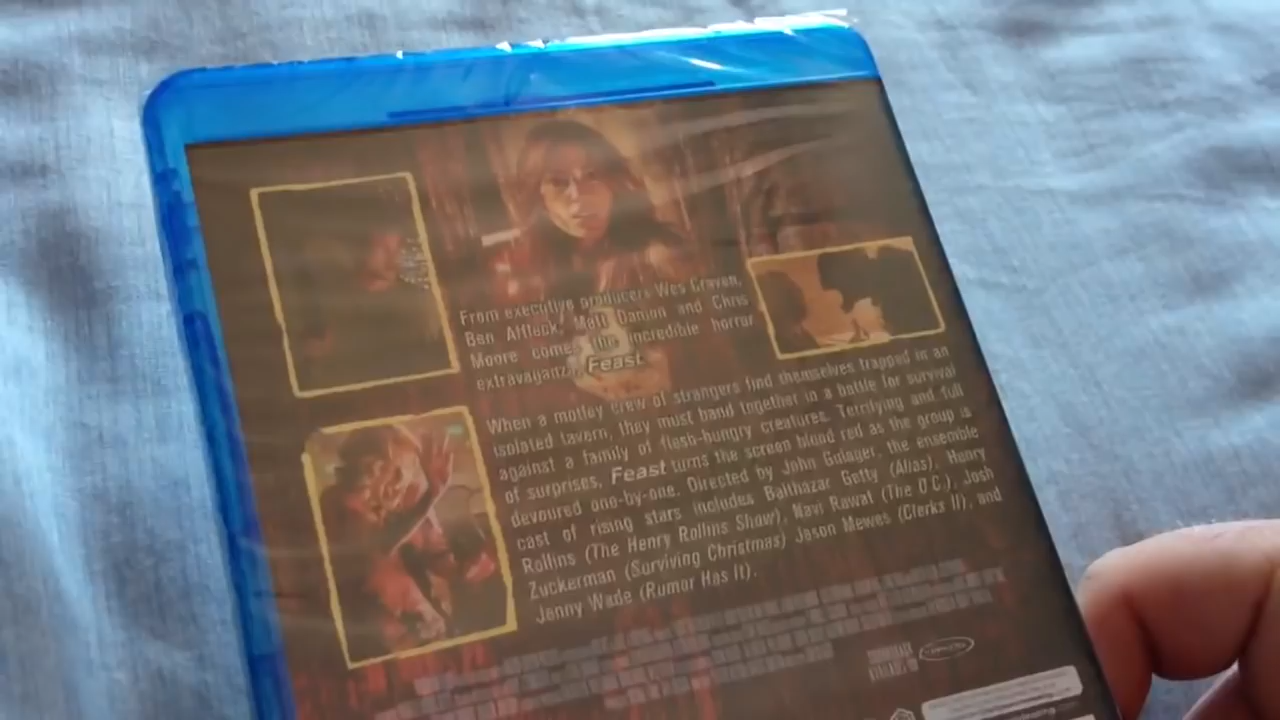 From executive producers Wes Craven,
Ben Affleck, Matt Damon and Chris
Moore comes the incredible horror
extravaganza, Feast.
When a motley crew of strangers find themselves trapped in an
isolated tavern, they must band together in a battle for survival
against a family of flesh-hungry creatures. Terrifying and full
of surprises, Feast turns the screen blood red as the group is
devoured one-by-one. Directed by John Gulager, the ensemble
cast of rising stars includes Balthazar Getty (Alias), Henry
Rollins (The Henry Rollins Show), Navi Rawat (The O.C.), Josh
Zuckerman (Surviving Christmas) Jason Mewes (Clerks II), and
Jenny Wade (Rumor Has It).